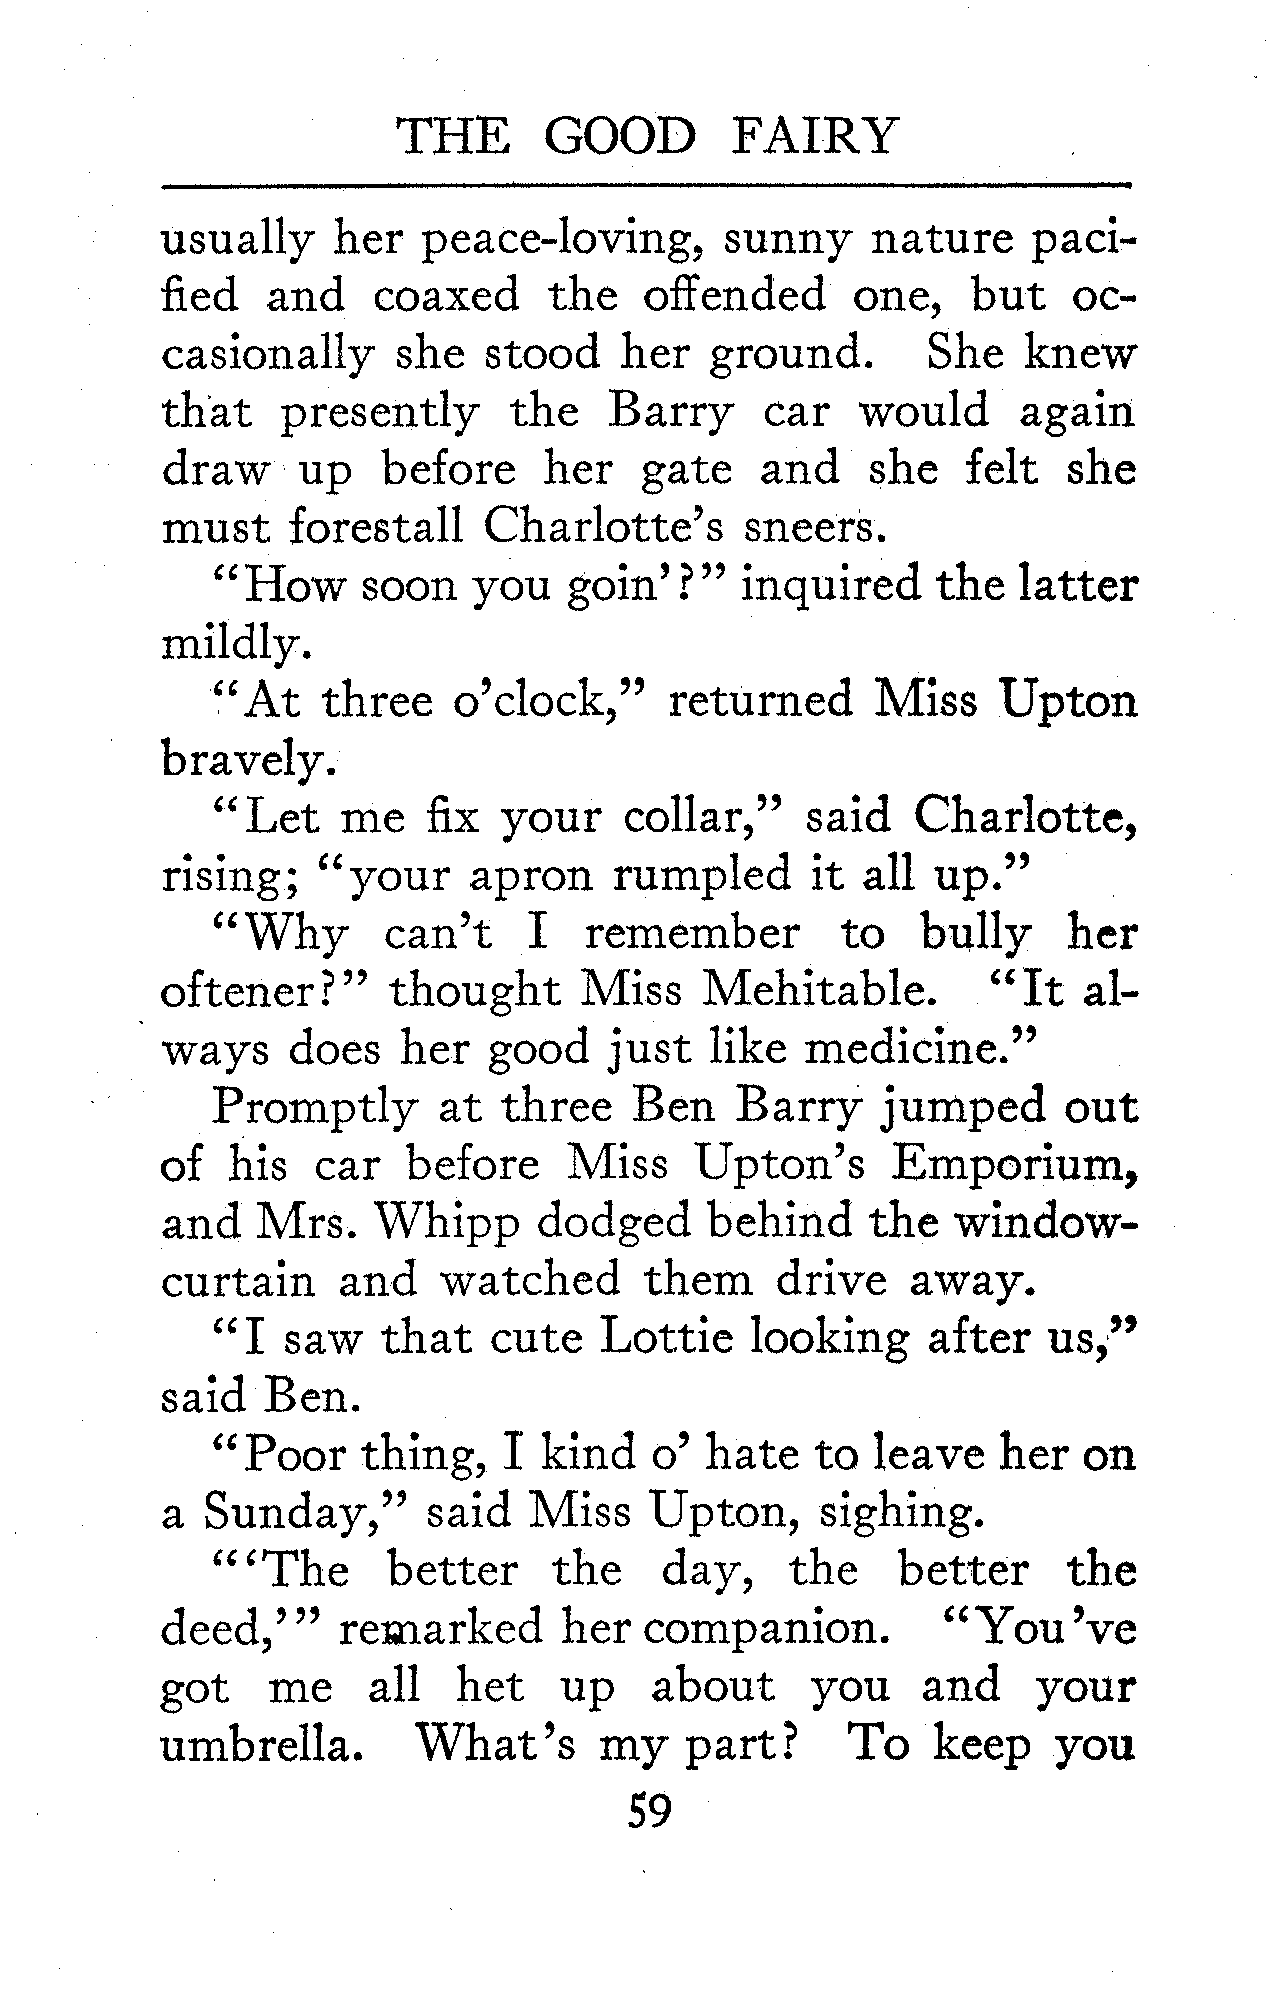 THE GOOD FAIRY
usually her peace-loving, sunny nature paci-
fied and coaxed the offended one, but oc-
casionally she stood her ground. She knew
that presently the Barry car would again
draw up before her gate and she felt she
must forestall Charlotte's sneers.
“How soon you goin'?” inquired the latter
mildly.
“At three o'clock,” returned Miss Upton
bravely.
“Let me fix your collar,” said Charlotte,
rising; “your apron rumpled it all up.”
“Why can't I remember to bully her
oftener?” thought Miss Mehitable. “It al-
ways does her good just like medicine.”
Promptly at three Ben Barry jumped out
of his car before Miss Upton's Emporium,
and Mrs. Whipp dodged behind the window-
curtain and watched them drive away.
“I saw that cute Lottie looking after us,”
said Ben.
“Poor thing, I kind o' hate to leave her on
a Sunday,” said Miss Upton, sighing.
“‘The better the day, the better the
deed,’” remarked her companion. “You've
got me all het up about you and your
umbrella. What's my part? To keep you
59